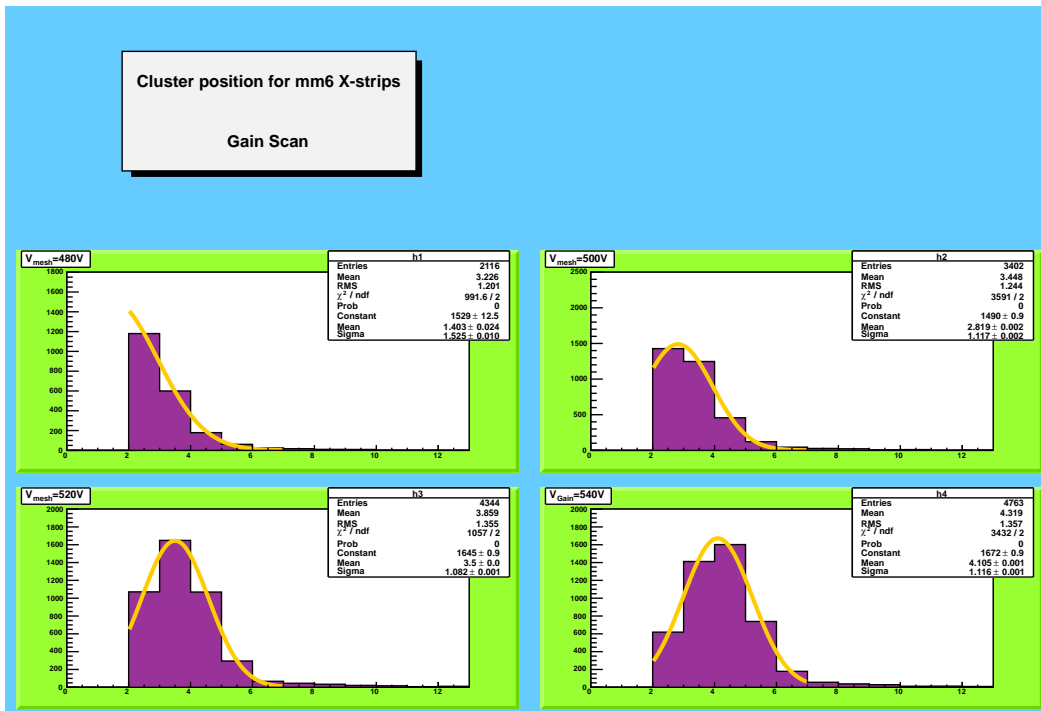 Cluster position for mm6 X-strips
Gain Scan
Vmesh=480V
h1
Entries 2116
Mean 3.226
RMS 1.201
χ² / ndf 991.6 / 2
Prob 0
Constant 1529 ± 12.5
Mean 1.403 ± 0.024
Sigma 1.525 ± 0.010
1800
1600
1400
1200
1000
800
600
400
200
0
0 2 4 6 8 10 12
Vmesh=500V
h2
Entries 3402
Mean 3.448
RMS 1.244
χ² / ndf 3591 / 2
Prob 0
Constant 1490 ± 0.9
Mean 2.819 ± 0.002
Sigma 1.117 ± 0.002
2500
2000
1500
1000
500
0
0 2 4 6 8 10 12
Vmesh=520V
h3
Entries 4344
Mean 3.859
RMS 1.355
χ² / ndf 1057 / 2
Prob 0
Constant 1645 ± 0.9
Mean 3.5 ± 0.0
Sigma 1.082 ± 0.001
2000
1800
1600
1400
1200
1000
800
600
400
200
0
0 2 4 6 8 10 12
VGain=540V
h4
Entries 4763
Mean 4.319
RMS 1.357
χ² / ndf 3432 / 2
Prob 0
Constant 1672 ± 0.9
Mean 4.105 ± 0.001
Sigma 1.116 ± 0.001
2000
1800
1600
1400
1200
1000
800
600
400
200
0
0 2 4 6 8 10 12